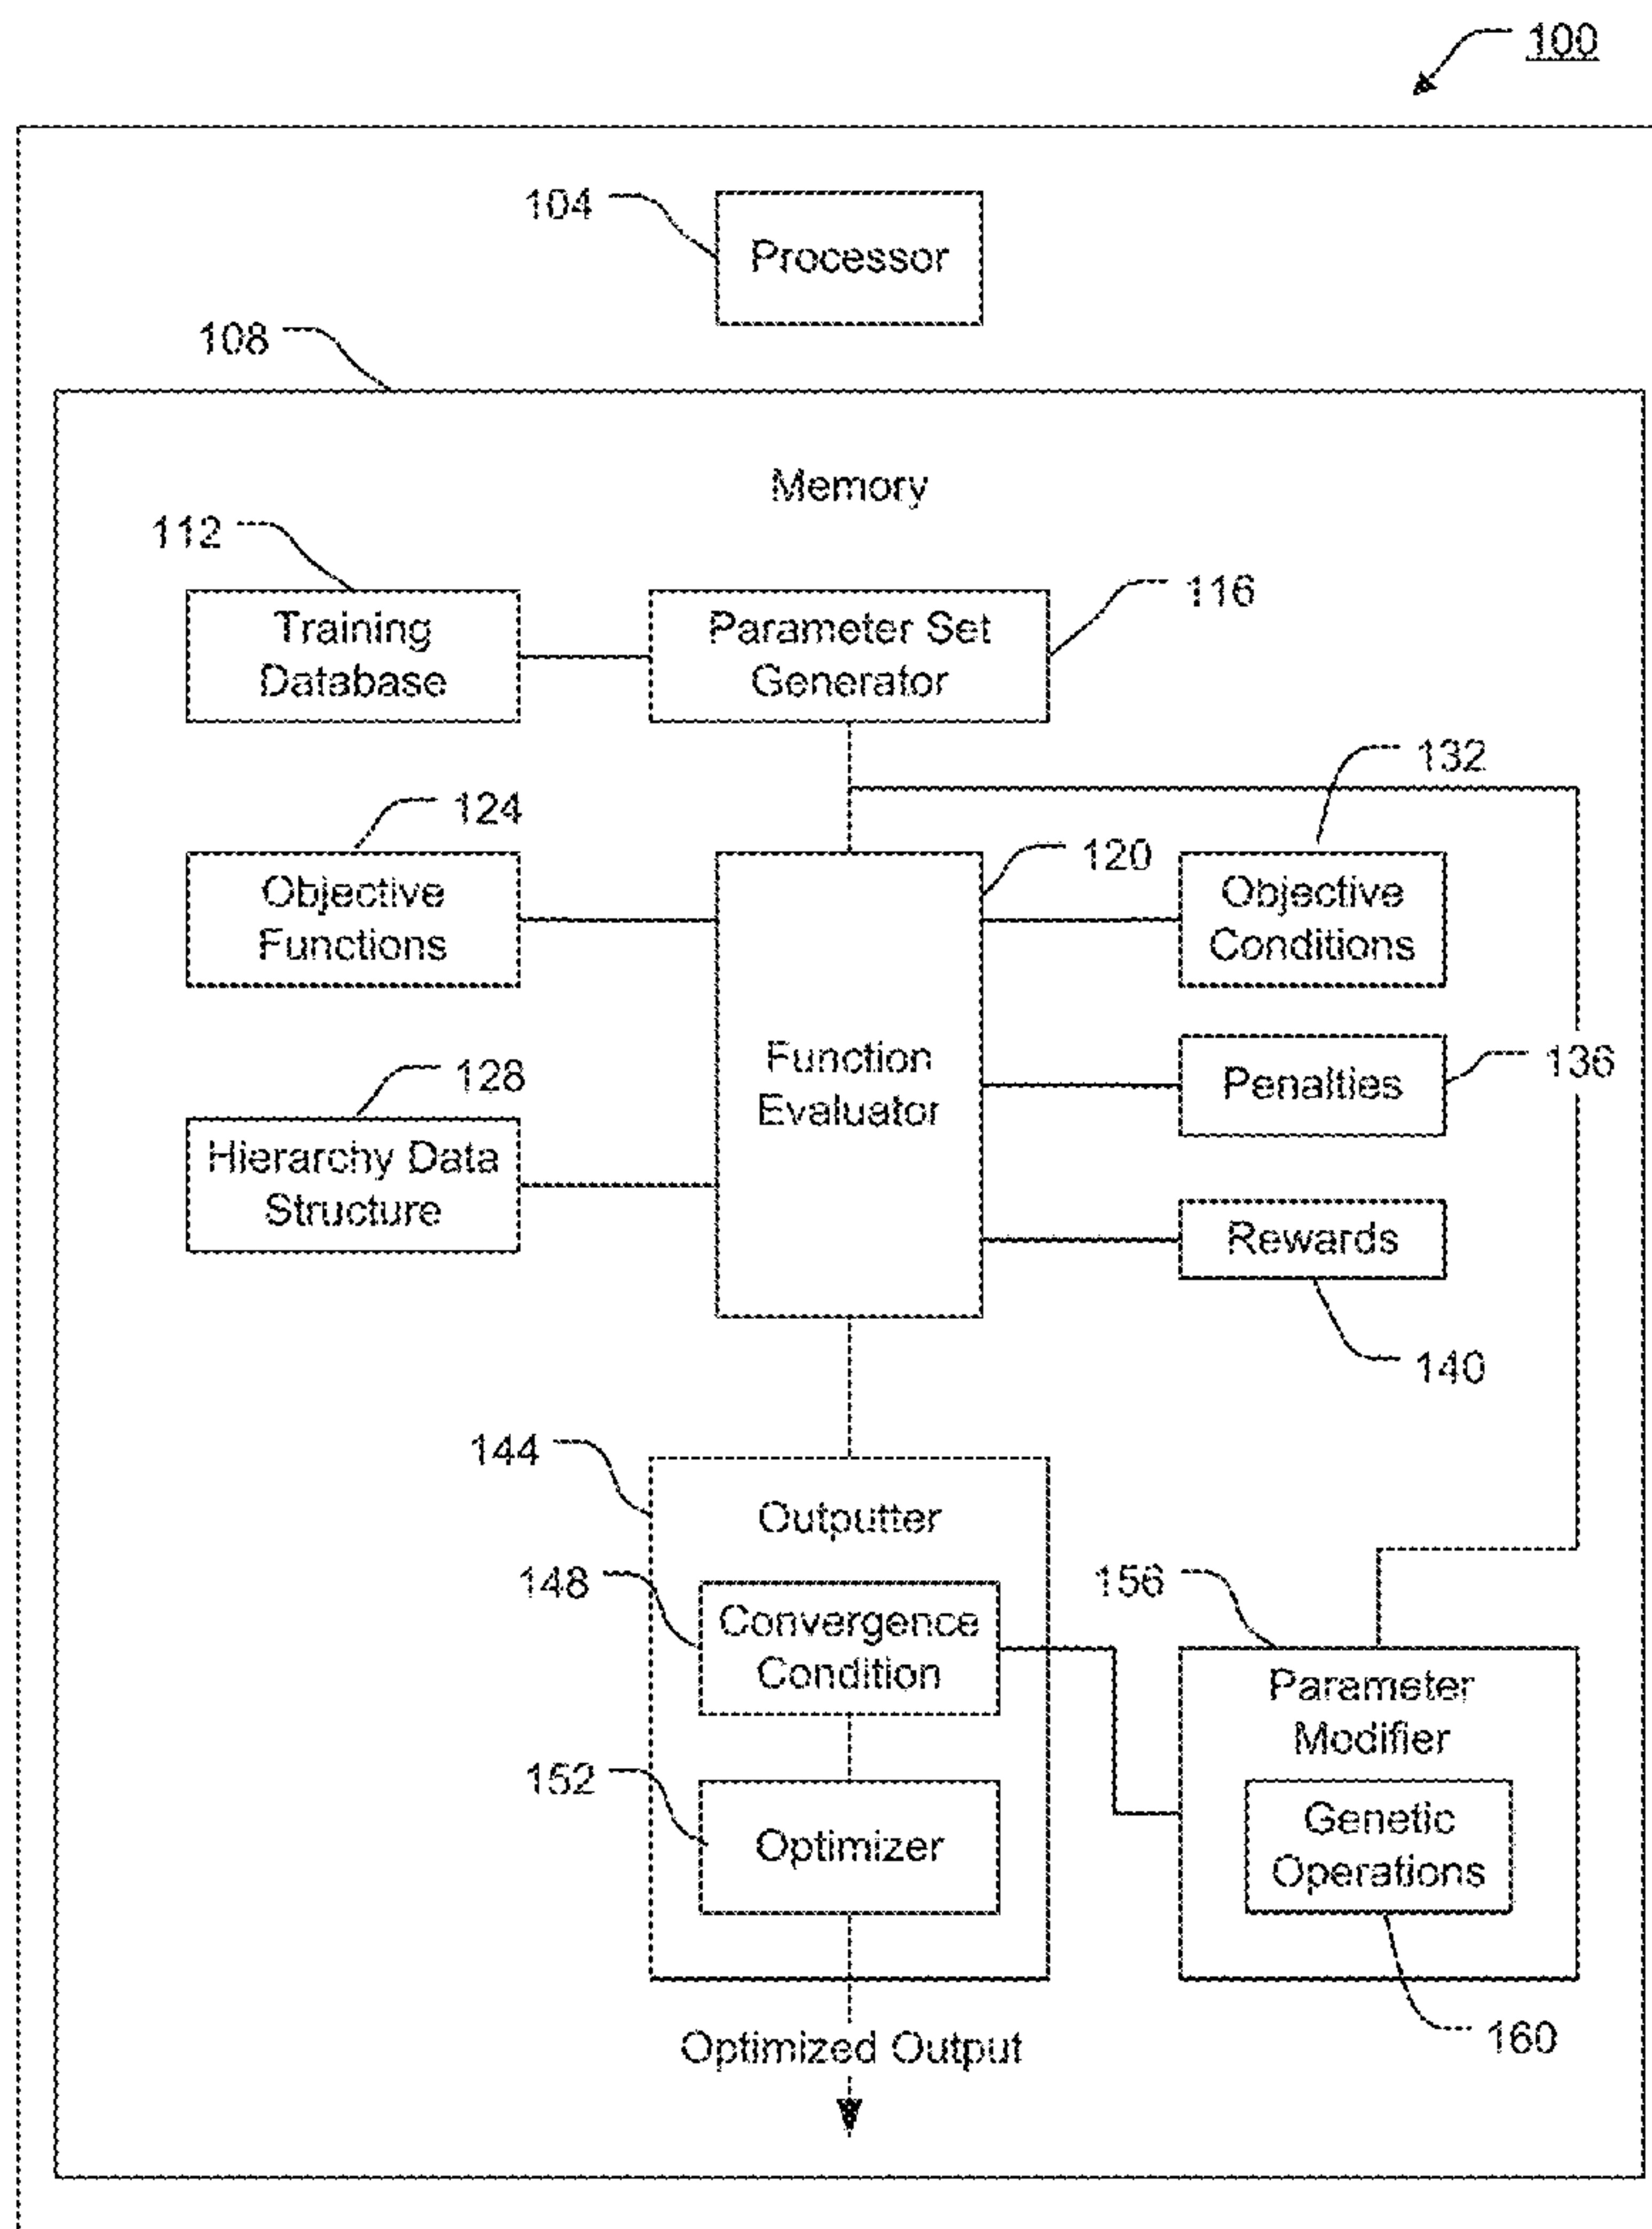 100
104
Processor
108
Memory
112
Training
Database
Parameter Set
Generator
116
124
Objective
Functions
120
132
Objective
Conditions
128
Hierarchy Data
Structure
Function
Evaluator
Penalties
136
Rewards
140
144
Outputter
148
Convergence
Condition
152
Optimizer
156
Parameter
Modifier
Genetic
Operations
160
Optimized Output